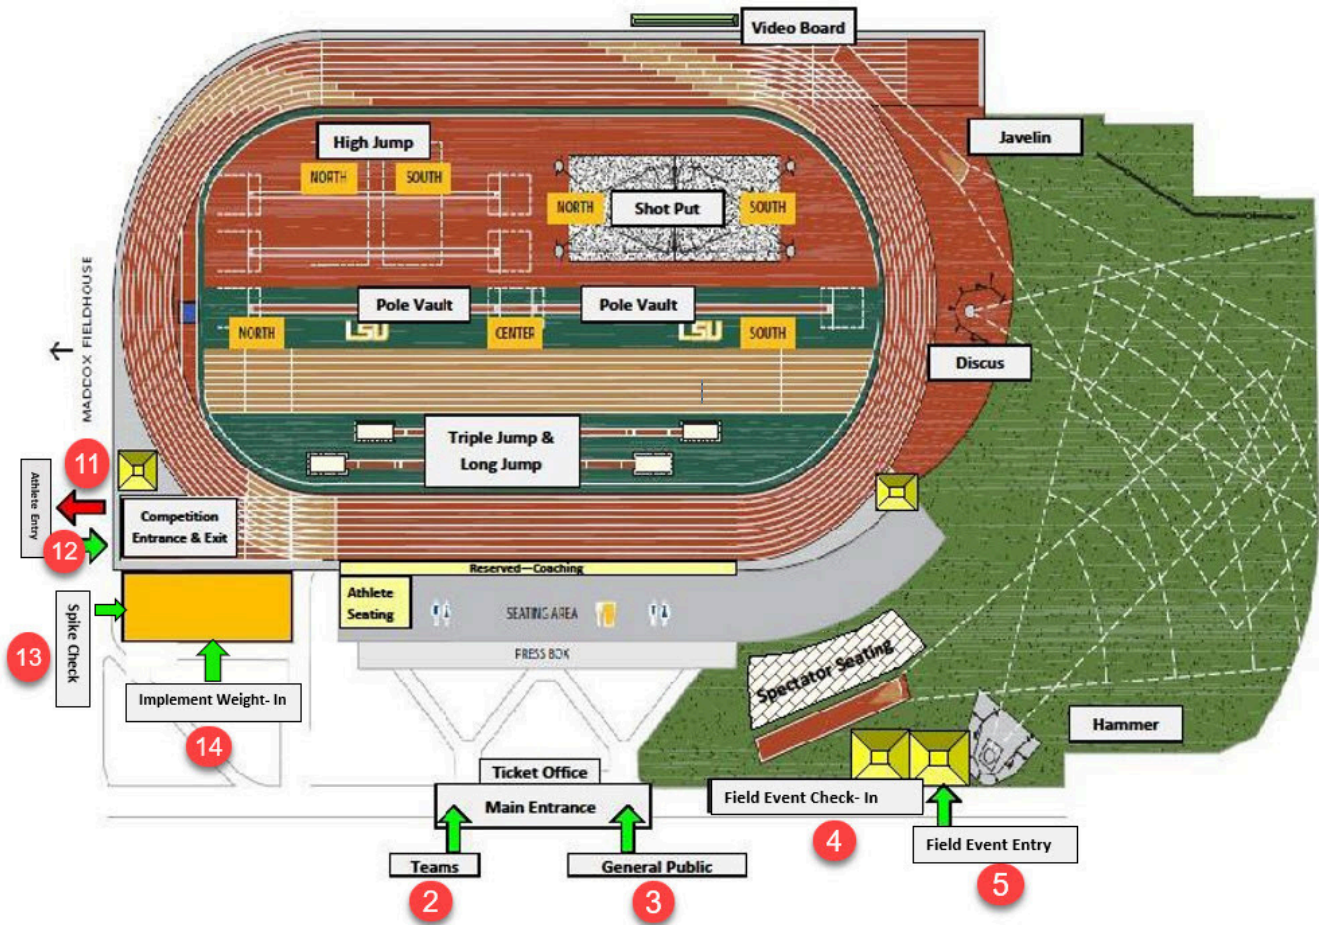 Video Board
High Jump
NORTH
SOUTH
Javelin
NORTH
Shot Put
SOUTH
MADDOX FIELDHOUSE
Pole Vault
Pole Vault
NORTH
LSU
CENTER
LSU
SOUTH
Discus
Triple Jump &
Long Jump
11
Athlete Entry
12
Competition
Entrance & Exit
Reserved—Coaching
Athlete
Seating
SEATING AREA
PRESS BOX
Spike Check
13
Implement Weight- In
14
Spectator Seating
Hammer
Ticket Office
Main Entrance
Field Event Check- In
4
Field Event Entry
5
Teams
2
General Public
3